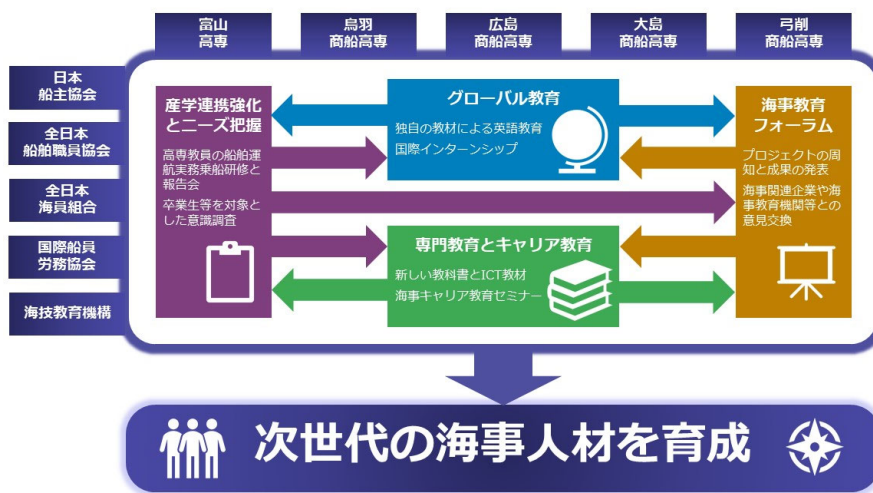 富山
高専
鳥羽
商船高専
広島
商船高専
大島
商船高専
弓削
商船高専
日本
船主協会
全日本
船舶職員協会
全日本
海員組合
国際船員
労務協会
海技教育機構
産学連携強化
とニーズ把握
高専教員の船舶運
航実務乗船研修と
報告会
卒業生等を対象と
した意識調査
グローバル教育
独自の教材による英語教育
国際インターンシップ
専門教育とキャリア教育
新しい教科書とICT教材
海事キャリア教育セミナー
海事教育
フォーラム
プロジェクトの周
知と成果の発表
海事関連企業や海
事教育機関等との
意見交換
次世代の海事人材を育成